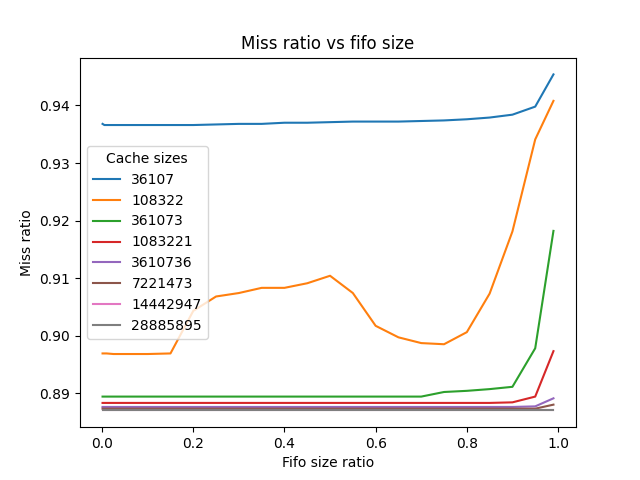 Miss ratio vs fifo size
0.94
0.93
0.92
0.91
0.90
0.89
Miss ratio
Cache sizes
36107
108322
361073
1083221
3610736
7221473
14442947
28885895
0.0 0.2 0.4 0.6 0.8 1.0
Fifo size ratio